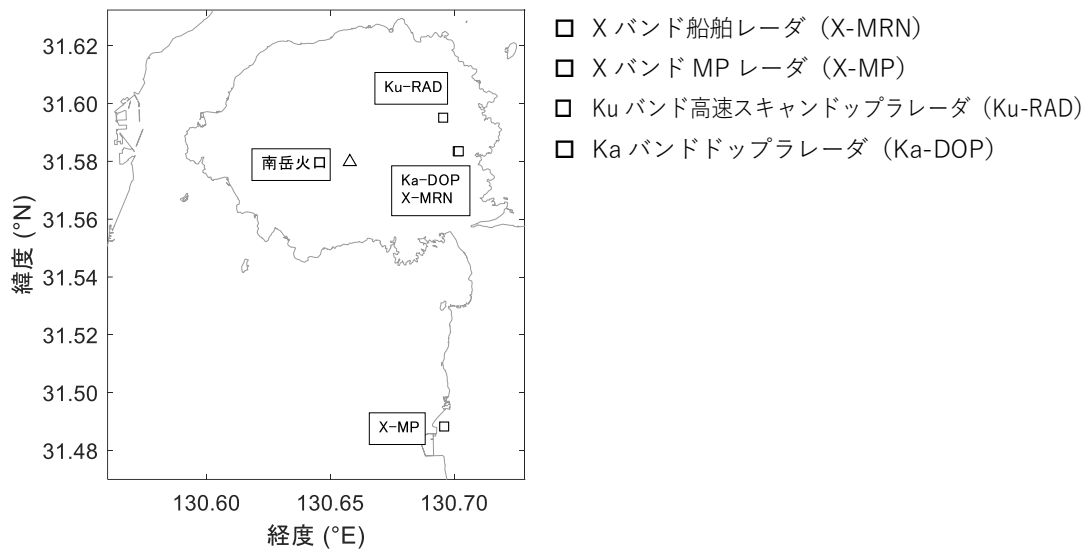 31.62
31.60
31.58
31.56
31.54
31.52
31.50
31.48
緯度 (°N)
Ku-RAD
南岳火口
Ka-DOP
X-MRN
X-MP
130.60
130.65
130.70
経度 (°E)
X バンド船舶レーダ（X-MRN）
X バンド MP レーダ（X-MP）
Ku バンド高速スキャンドップラレーダ（Ku-RAD）
Ka バンドドップラレーダ（Ka-DOP）